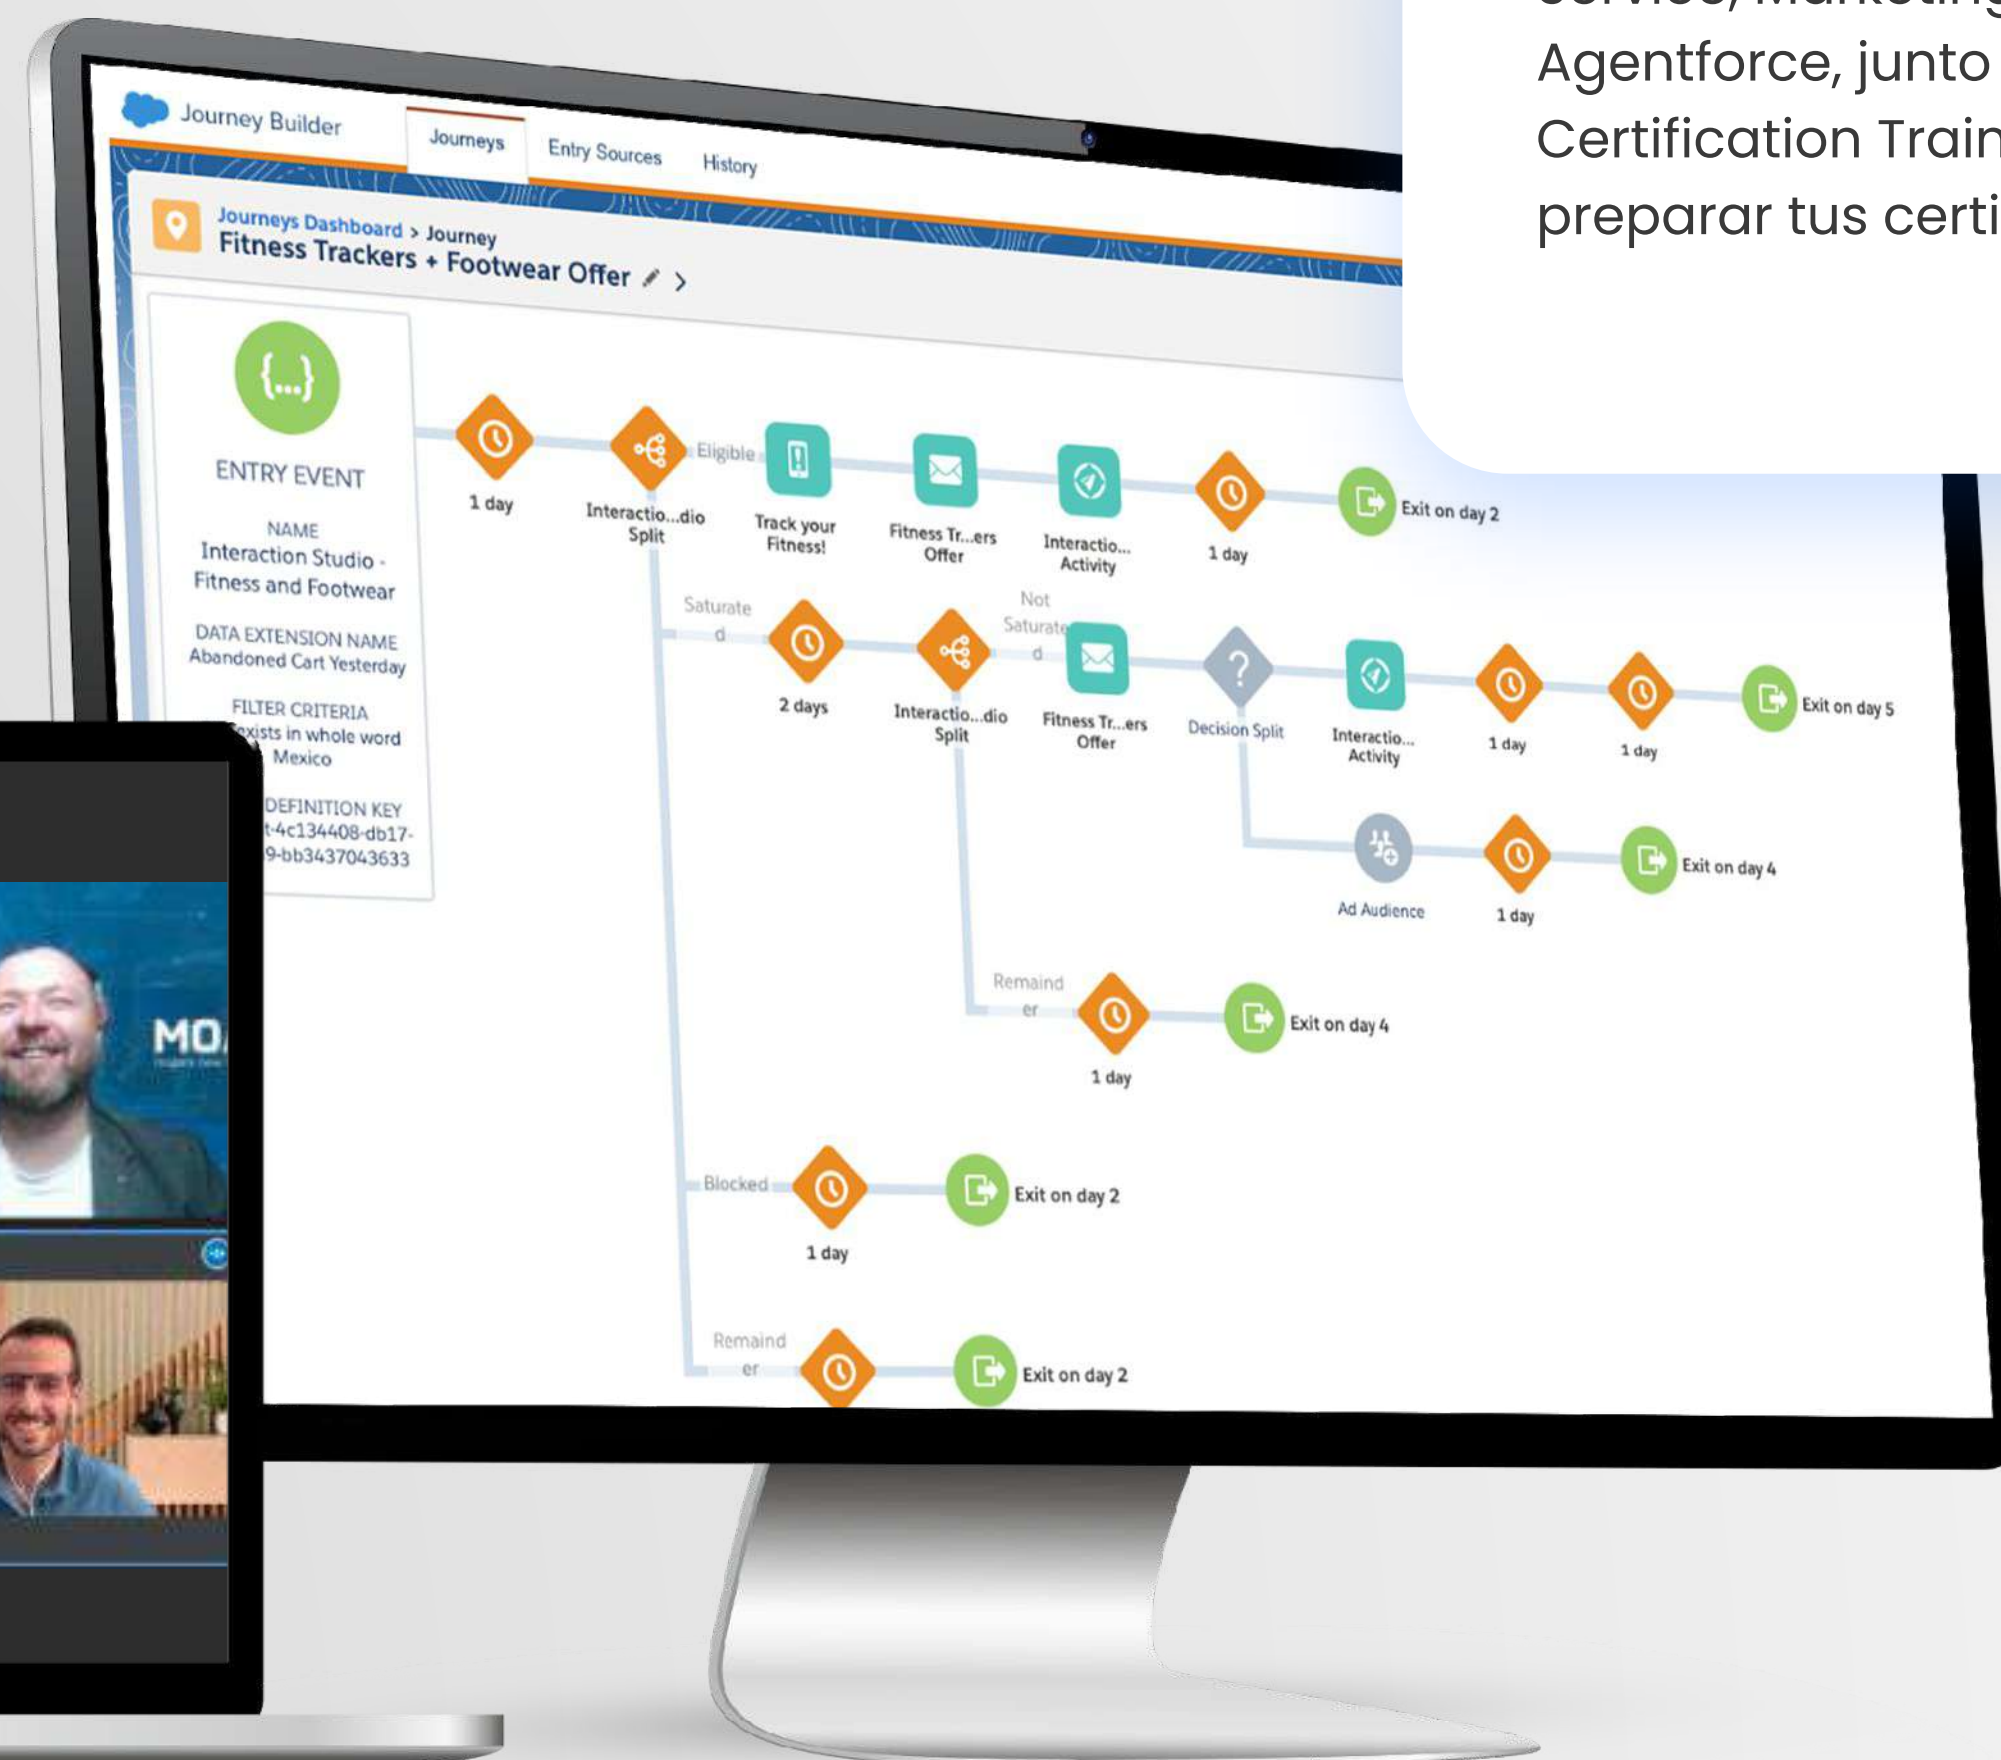 Agentforce, junto
preparar tus
Journey Builder
Journeys
Entry Sources
History
Journeys Dashboard > Journey
Fitness Trackers + Footwear Offer
{...}
ENTRY EVENT
NAME
Interaction Studio -
Fitness and Footwear
DATA EXTENSION NAME
Abandoned Cart Yesterday
FILTER CRITERIA
exists in whole word
Mexico
DEFINITION KEY
t-4c134408-db17-
9-bb3437043633
1 day
Interactio...dio
Split
Eligible
Track your
Fitness!
Fitness Tr...ers
Offer
Interactio...
Activity
1 day
Exit on day 2
Saturate
d
2 days
Interactio...dio
Split
Not
Saturate
d
Fitness Tr...ers
Offer
?
Decision Split
Interactio...
Activity
1 day
1 day
Exit on day 5
Ad Audience
1 day
Exit on day 4
Remaind
er
1 day
Exit on day 4
Blocked
1 day
Exit on day 2
Remaind
er
Exit on day 2